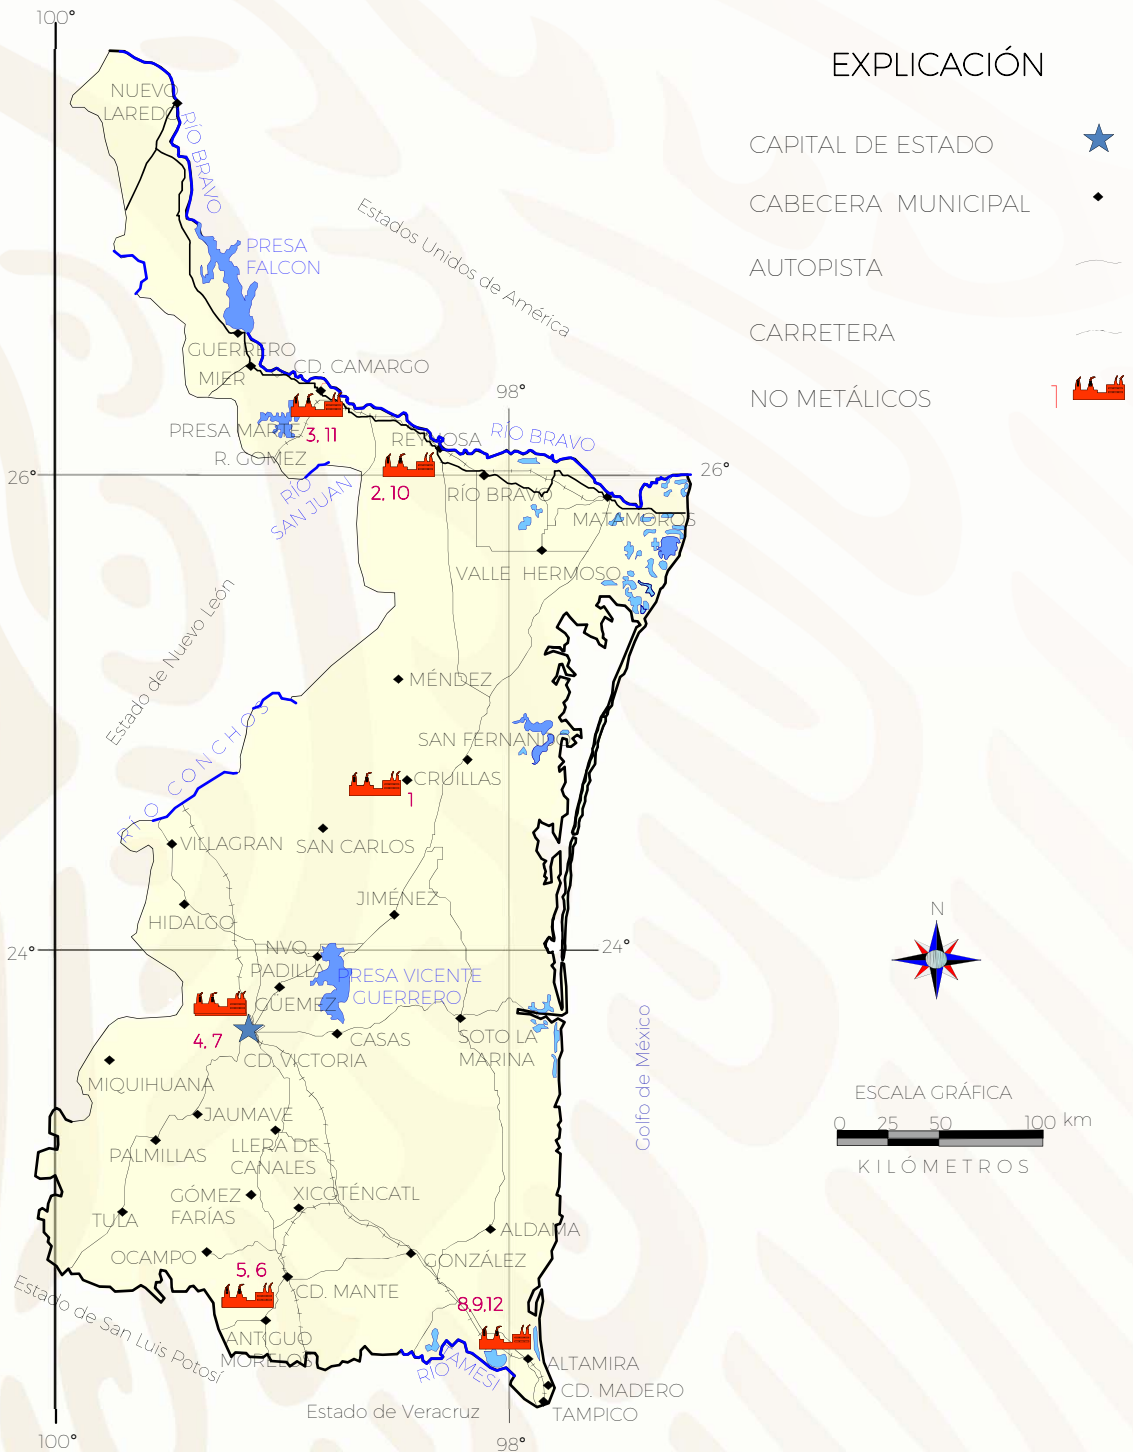 100°
EXPLICACIÓN
CAPITAL DE ESTADO
CABECERA MUNICIPAL
AUTOPISTA
CARRETERA
NO METÁLICOS
1
NUEVO
LAREDO
RÍO BRAVO
Estados Unidos de América
PRESA
FALCON
GUERRERO
MIER
CD. CAMARGO
98°
PRESA MARTE
R. GOMEZ
3, 11
REYNOSA
RÍO BRAVO
26°
26°
2, 10
RÍO BRAVO
RÍO
SAN JUAN
MATAMOROS
VALLE HERMOSO
Estado de Nuevo León
MÉNDEZ
SAN FERNANDO
RÍO CONCHOS
CRUILLAS
1
VILLAGRAN
SAN CARLOS
JIMÉNEZ
HIDALGO
24°
24°
N
NVO.
PADILLA
PRESA VICENTE
GUERRERO
GÜEMEZ
4, 7
CASAS
SOTO LA
MARINA
CD. VICTORIA
Golfo de México
MIQUIHUANA
ESCALA GRÁFICA
0 25 50 100 km
KILÓMETROS
JAUMAVE
LLERA DE
CANALES
PALMILLAS
GÓMEZ
FARÍAS
XICOTÉNCATL
TULA
ALDAMA
OCAMPO
GONZÁLEZ
5, 6
CD. MANTE
8,9,12
Estado de San Luis Potosí
ANTIGUO
MORELOS
RÍO
TAMESI
ALTAMIRA
CD. MADERO
TAMPICO
Estado de Veracruz
100°
98°